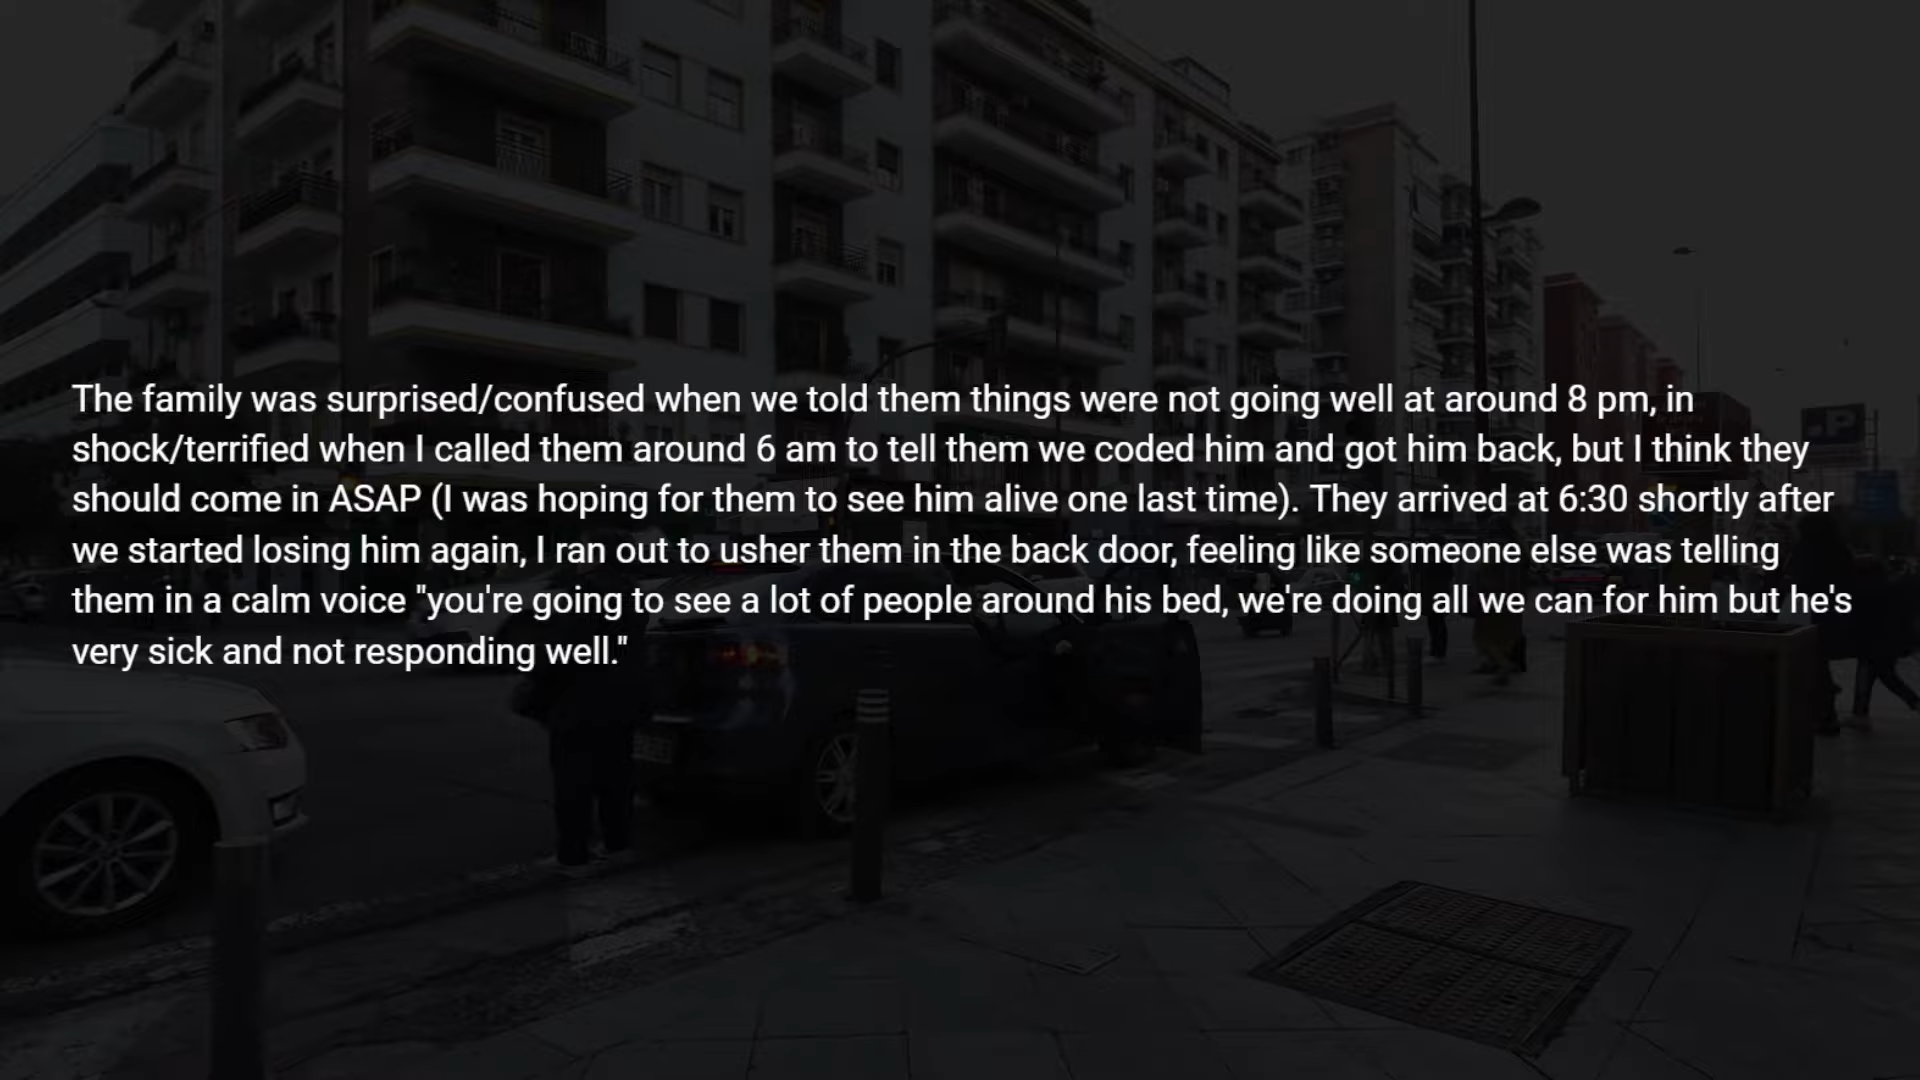 The family was surprised/confused when we told them things were not going well at around 8 pm, in
shock/terrified when I called them around 6 am to tell them we coded him and got him back, but I think they
should come in ASAP (I was hoping for them to see him alive one last time). They arrived at 6:30 shortly after
we started losing him again, I ran out to usher them in the back door, feeling like someone else was telling
them in a calm voice "you're going to see a lot of people around his bed, we're doing all we can for him but he's
very sick and not responding well."